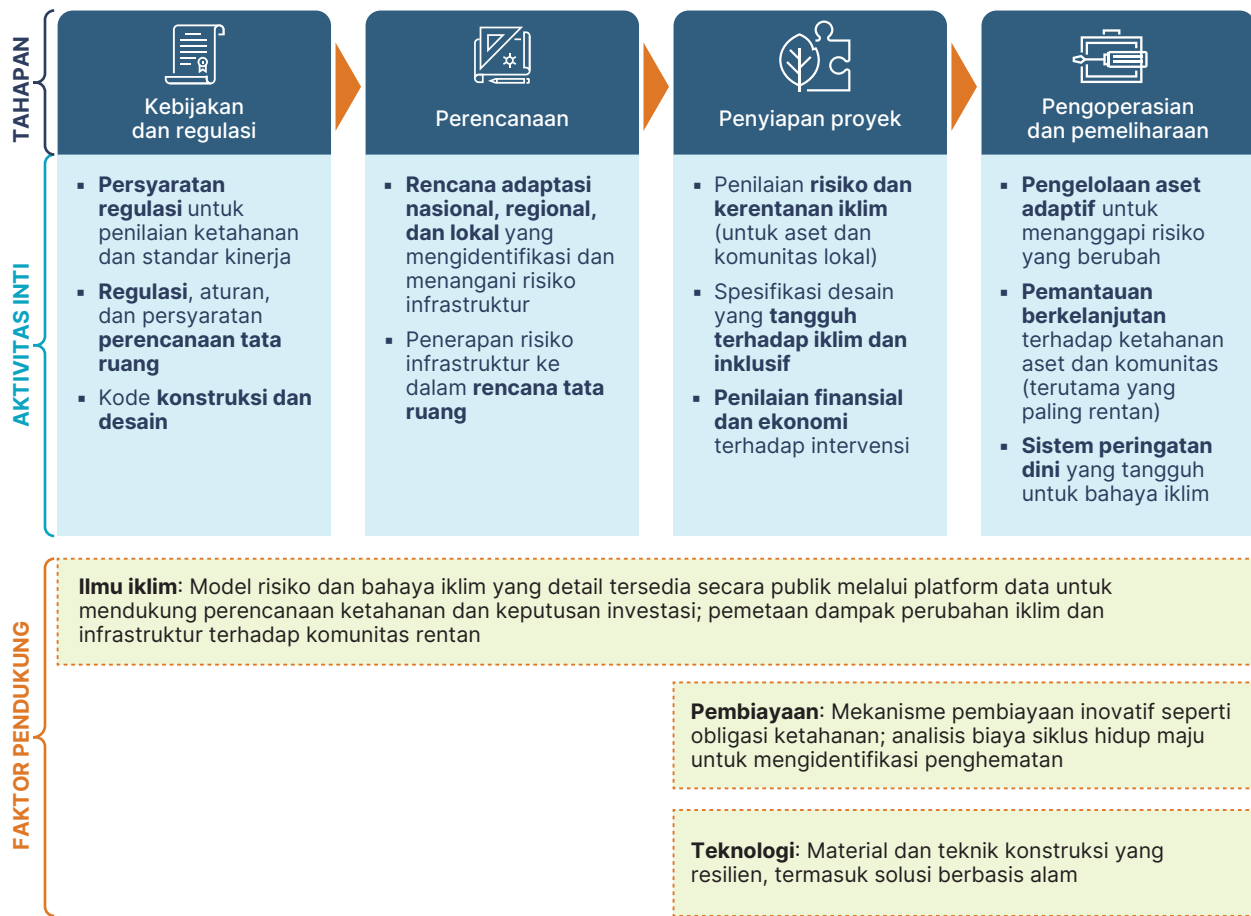 TAHAPAN
Kebijakan
dan regulasi
Perencanaan
Penyiapan proyek
Pengoperasian
dan pemeliharaan
AKTIVITAS INTI
▪ Persyaratan
regulasi untuk
penilaian ketahanan
dan standar kinerja
▪ Regulasi, aturan,
dan persyaratan
perencanaan tata
ruang
▪ Kode konstruksi dan
desain
▪ Rencana adaptasi
nasional, regional,
dan lokal yang
mengidentifikasi dan
menangani risiko
infrastruktur
▪ Penerapan risiko
infrastruktur ke
dalam rencana tata
ruang
▪ Penilaian risiko dan
kerentanan iklim
(untuk aset dan
komunitas lokal)
▪ Spesifikasi desain
yang tangguh
terhadap iklim dan
inklusif
▪ Penilaian finansial
dan ekonomi
terhadap intervensi
▪ Pengelolaan aset
adaptif untuk
menanggapi risiko
yang berubah
▪ Pemantauan
berkelanjutan
terhadap ketahanan
aset dan komunitas
(terutama yang
paling rentan)
▪ Sistem peringatan
dini yang tangguh
untuk bahaya iklim
FAKTOR PENDUKUNG
Ilmu iklim: Model risiko dan bahaya iklim yang detail tersedia secara publik melalui platform data untuk
mendukung perencanaan ketahanan dan keputusan investasi; pemetaan dampak perubahan iklim dan
infrastruktur terhadap komunitas rentan
Pembiayaan: Mekanisme pembiayaan inovatif seperti
obligasi ketahanan; analisis biaya siklus hidup maju
untuk mengidentifikasi penghematan
Teknologi: Material dan teknik konstruksi yang
resilien, termasuk solusi berbasis alam